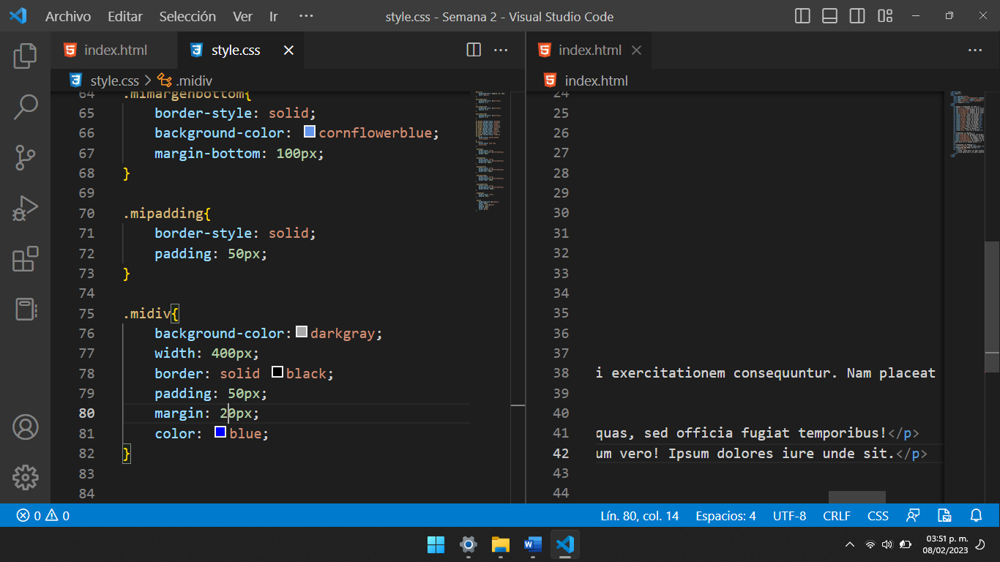 Archivo Editar Selección Ver Ir ··· style.css - Semana 2 - Visual Studio Code
index.html style.css index.html
style.css > .midiv
index.html
64 .mimargenbottom{
65 border-style: solid;
66 background-color: cornflowerblue;
67 margin-bottom: 100px;
68 }
69
70 .mipadding{
71 border-style: solid;
72 padding: 50px;
73 }
74
75 .midiv{
76 background-color: darkgray;
77 width: 400px;
78 border: solid black;
79 padding: 50px;
80 margin: 20px;
81 color: blue;
82 }
83
84
24
25
26
27
28
29
30
31
32
33
34
35
36
37
38 i exercitationem consequuntur. Nam placeat
39
40
41 quas, sed officia fugiat temporibus!</p>
42 um vero! Ipsum dolores iure unde sit.</p>
43
44
0 0 Lín. 80, col. 14 Espacios: 4 UTF-8 CRLF CSS
03:51 p. m.
08/02/2023